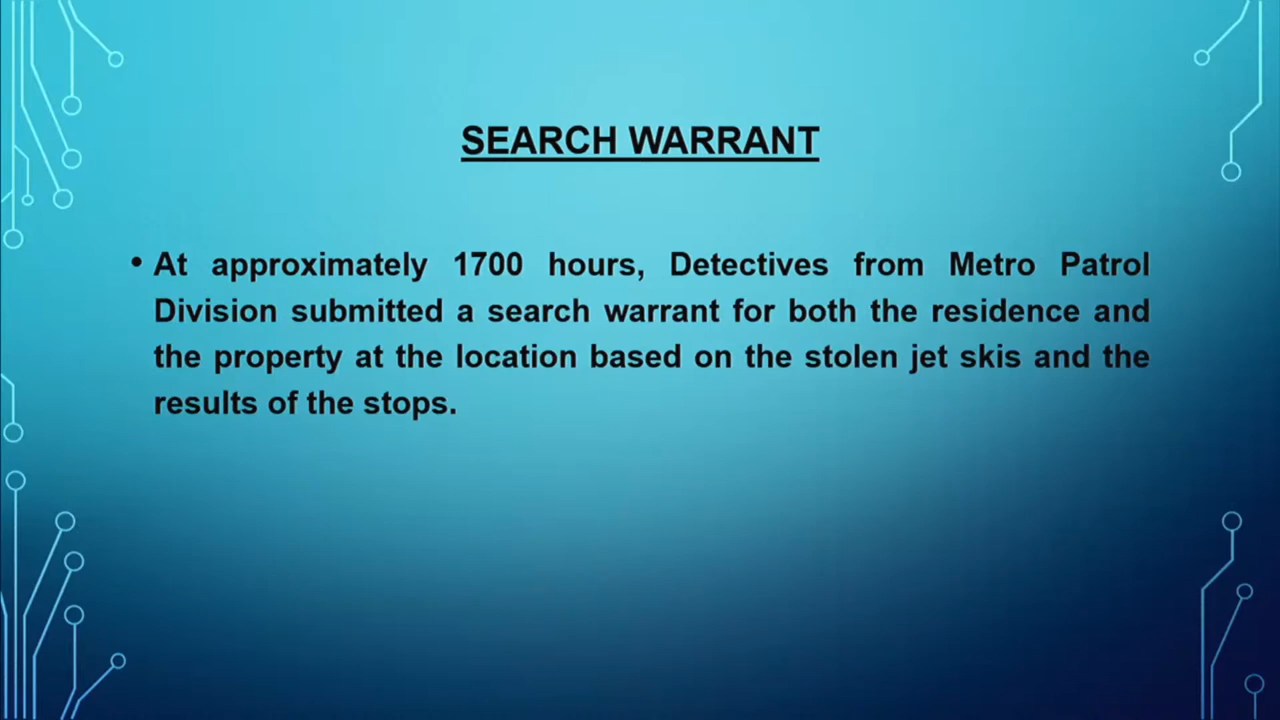 SEARCH WARRANT
• At approximately 1700 hours, Detectives from Metro Patrol
Division submitted a search warrant for both the residence and
the property at the location based on the stolen jet skis and the
results of the stops.